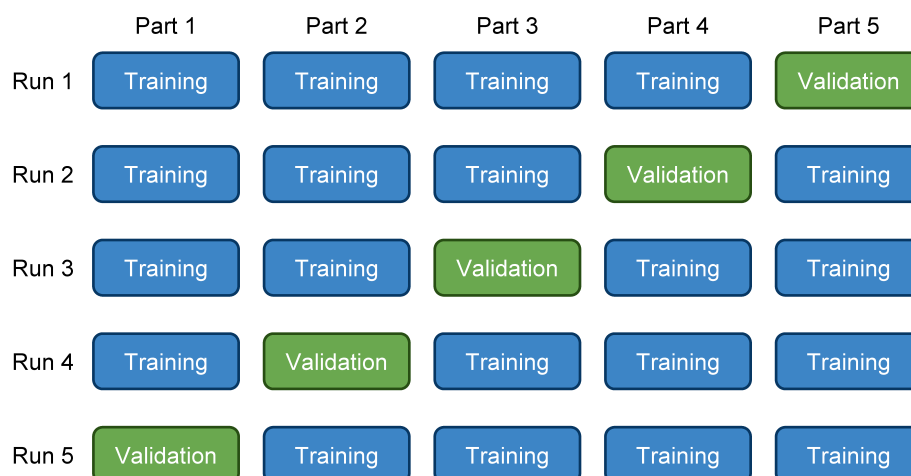 Part 1 Part 2 Part 3 Part 4 Part 5
Run 1 Training Training Training Training Validation
Run 2 Training Training Training Validation Training
Run 3 Training Training Validation Training Training
Run 4 Training Validation Training Training Training
Run 5 Validation Training Training Training Training